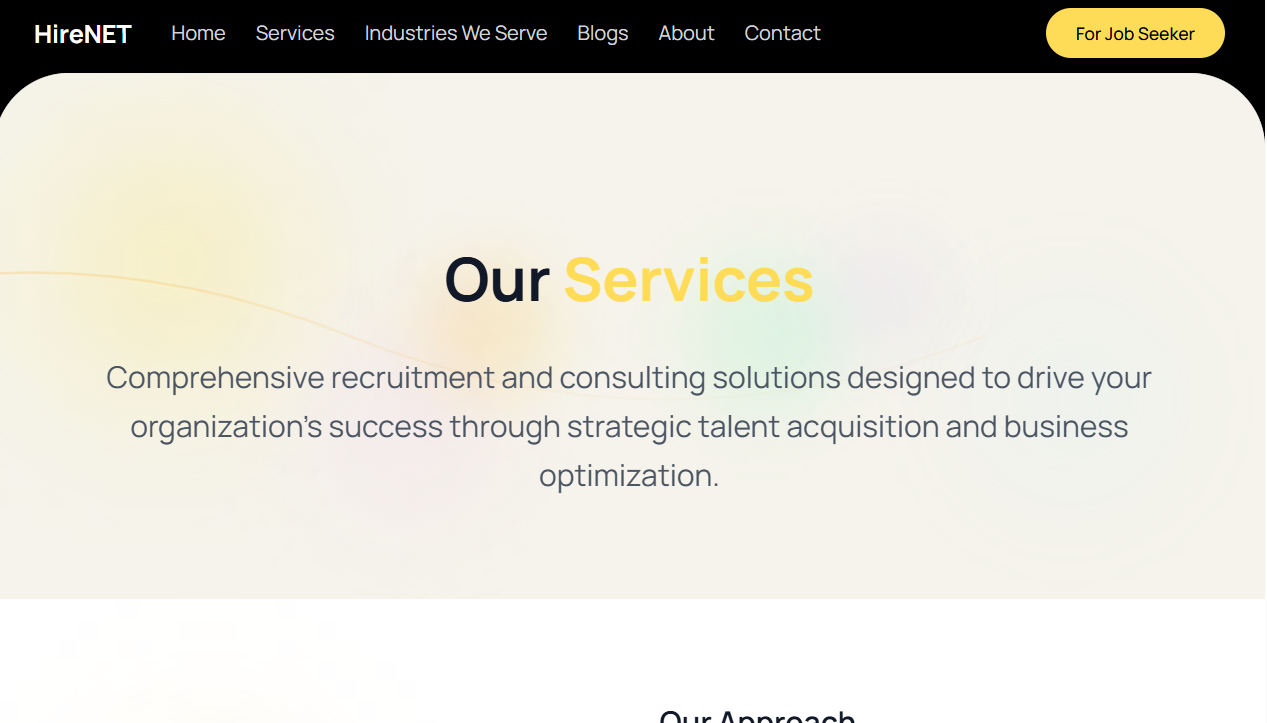 HireNET Home Services Industries We Serve Blogs About Contact For Job Seeker
Our Services
Comprehensive recruitment and consulting solutions designed to drive your
organization's success through strategic talent acquisition and business
optimization.
Our Approach